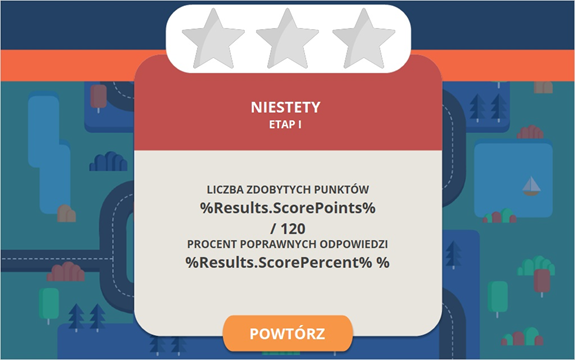 NIESTETY
ETAP I
LICZBA ZDOBYTYCH PUNKTÓW
%Results.ScorePoints%
/ 120
PROCENT POPRAWNYCH ODPOWIEDZI
%Results.ScorePercent% %
POWTÓRZ